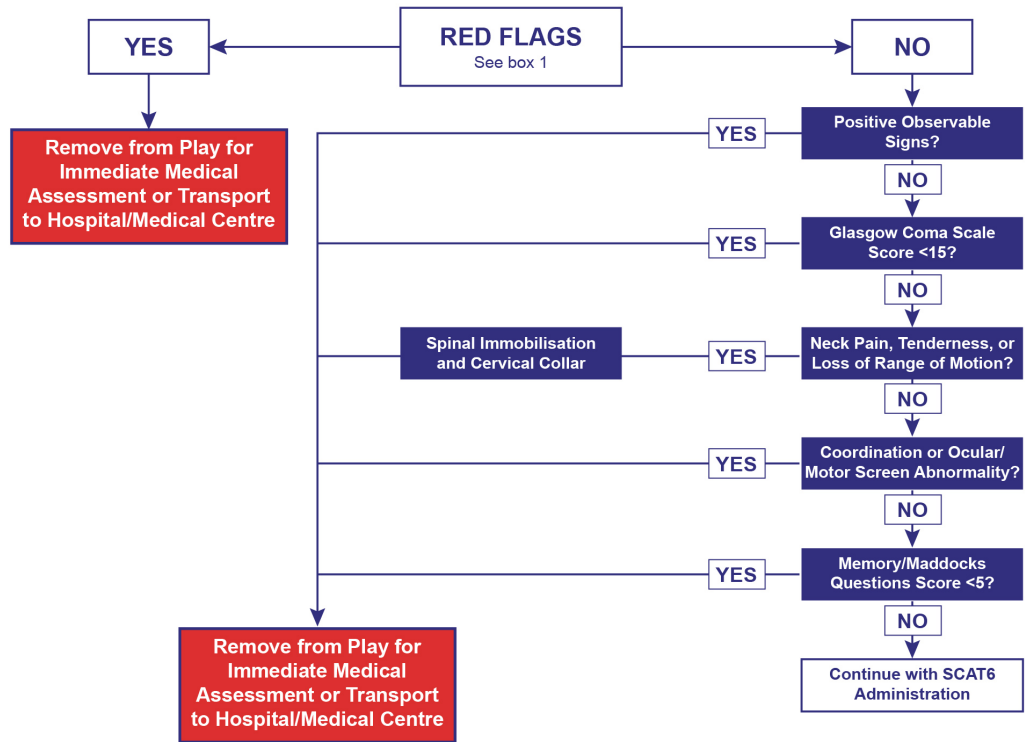 YES
RED FLAGS
See box 1
NO
Remove from Play for
Immediate Medical
Assessment or Transport
to Hospital/Medical Centre
YES
Positive Observable
Signs?
NO
YES
Glasgow Coma Scale
Score <15?
NO
Spinal Immobilisation
and Cervical Collar
YES
Neck Pain, Tenderness, or
Loss of Range of Motion?
NO
YES
Coordination or Ocular/
Motor Screen Abnormality?
NO
YES
Memory/Maddocks
Questions Score <5?
NO
Remove from Play for
Immediate Medical
Assessment or Transport
to Hospital/Medical Centre
Continue with SCAT6
Administration